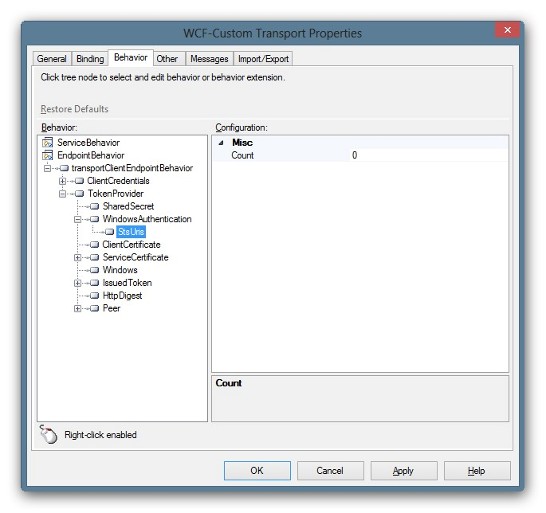 WCF-Custom Transport Properties
General Binding Behavior Other Messages Import/Export
Click tree node to select and edit behavior or behavior extension.
Restore Defaults
Behavior:
ServiceBehavior
EndpointBehavior
transportClientEndpointBehavior
ClientCredentials
TokenProvider
SharedSecret
WindowsAuthentication
StsUris
ClientCertificate
ServiceCertificate
Windows
IssuedToken
HttpDigest
Peer
Configuration:
Misc
Count 0
Count
Right-click enabled
OK Cancel Apply Help